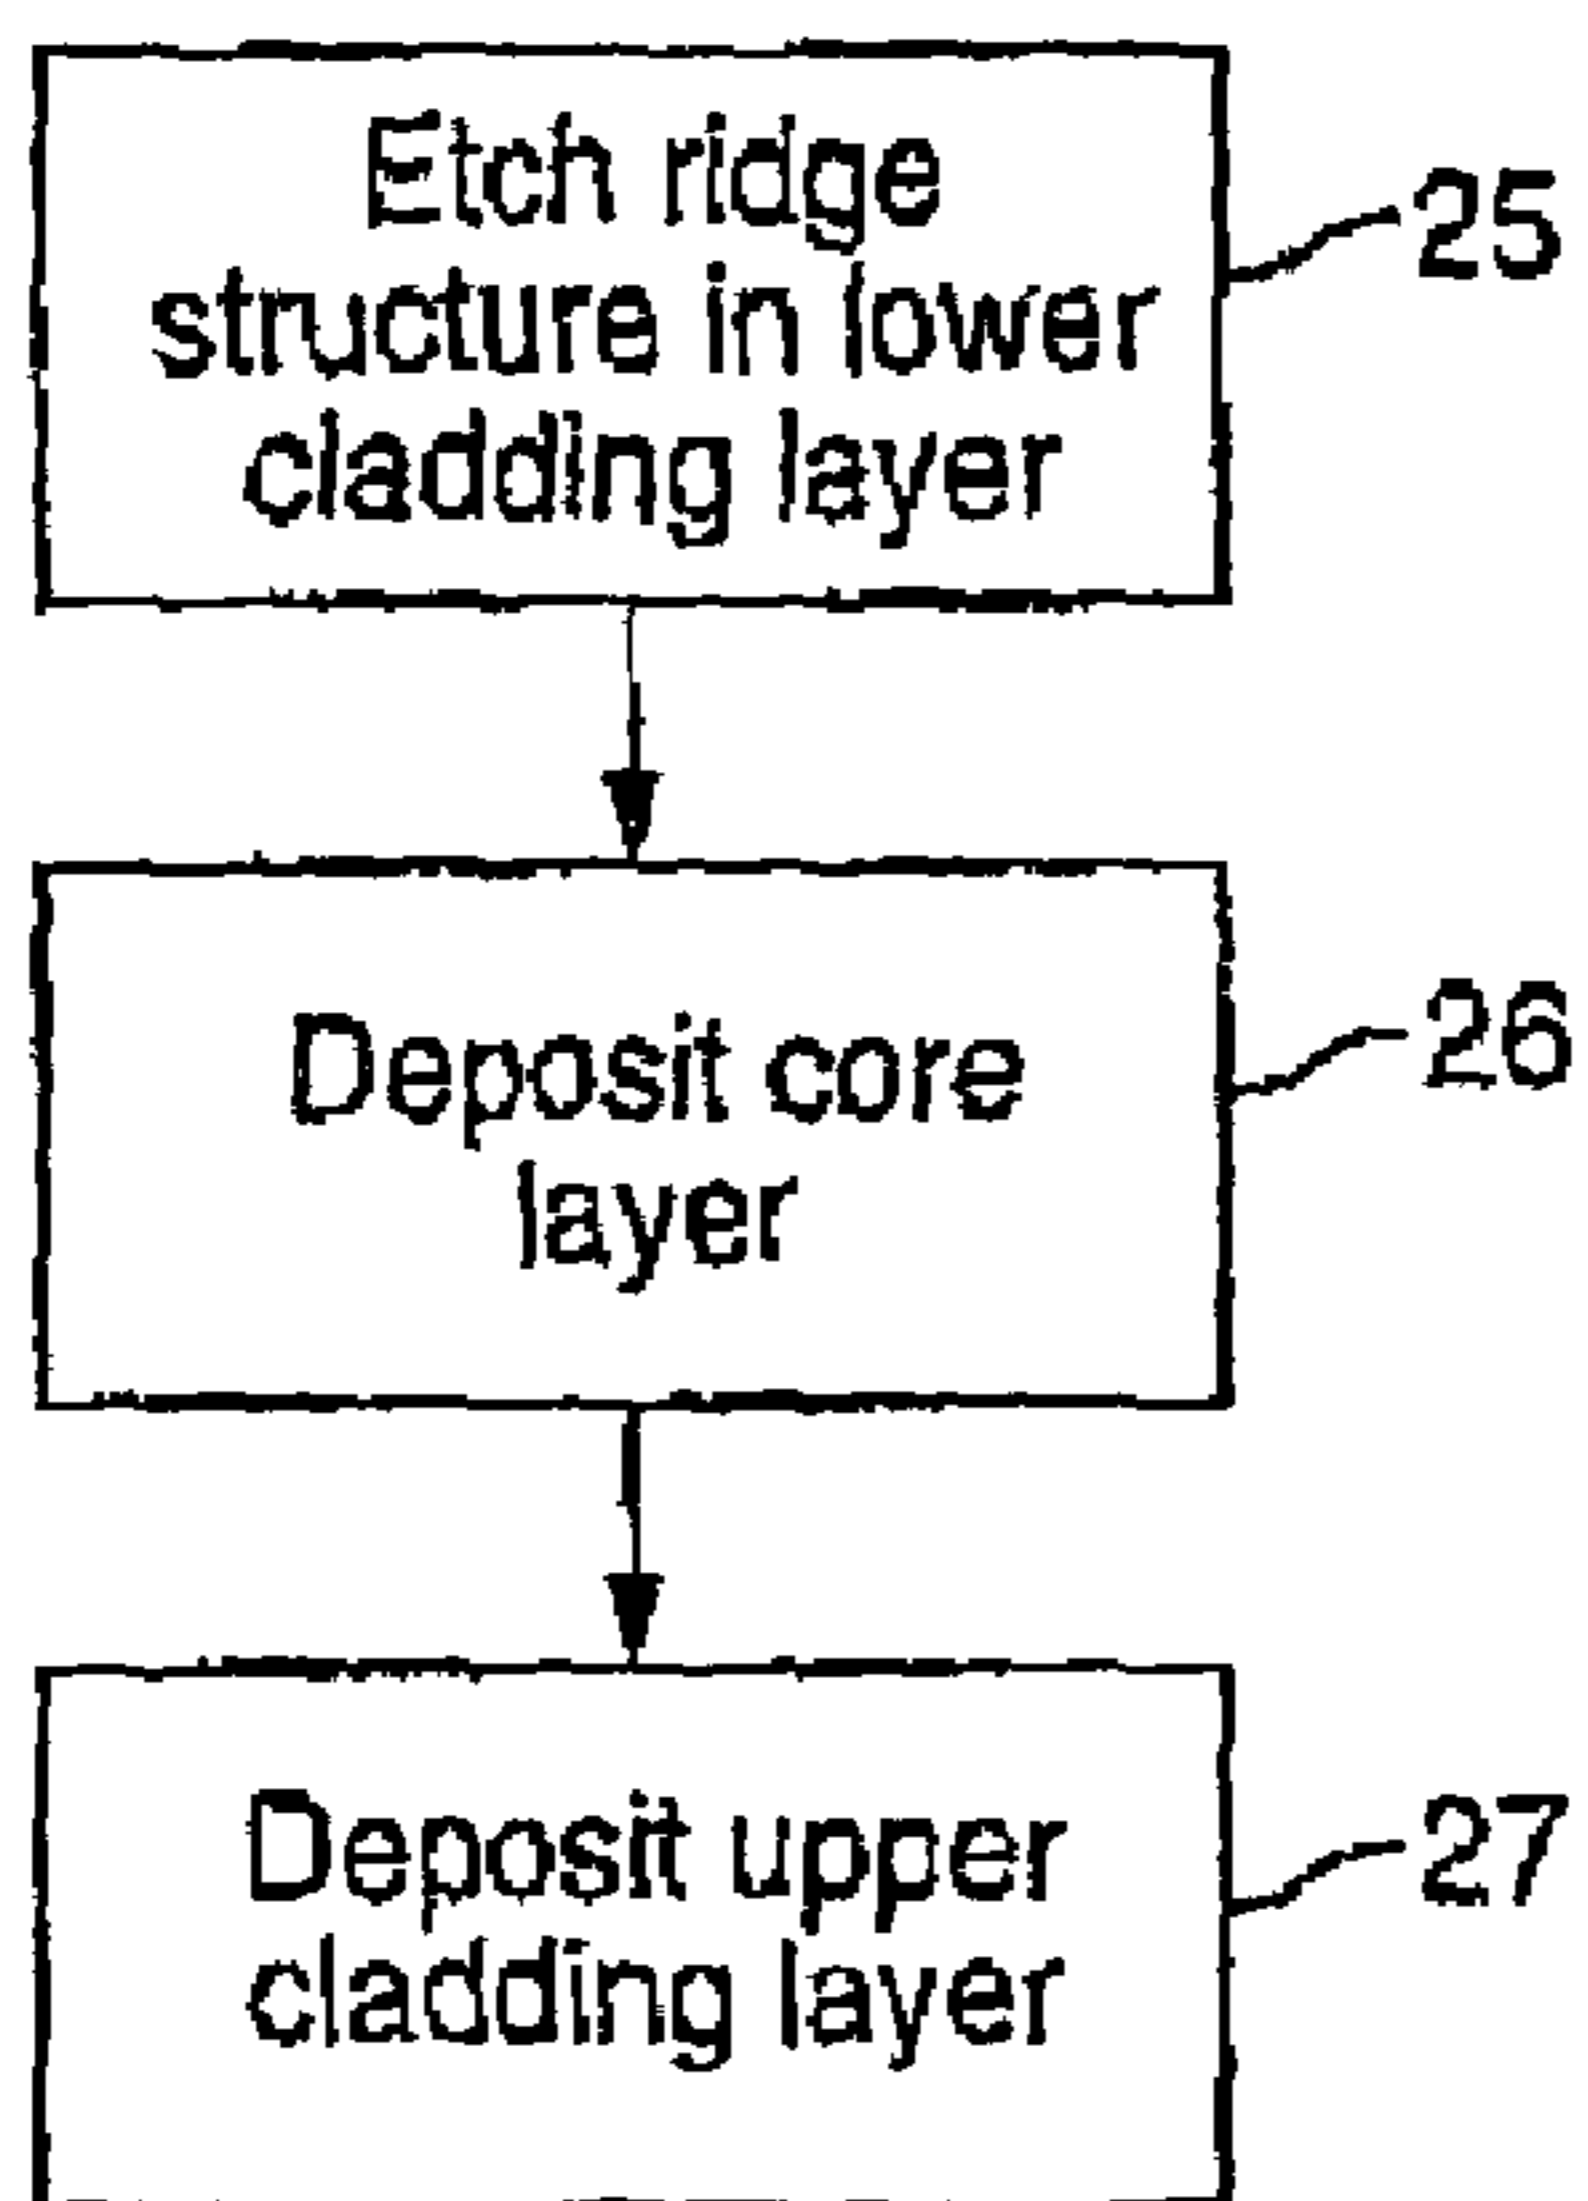 Etch ridge
structure in lower
cladding layer
25
Deposit core
layer
26
Deposit upper
cladding layer
27